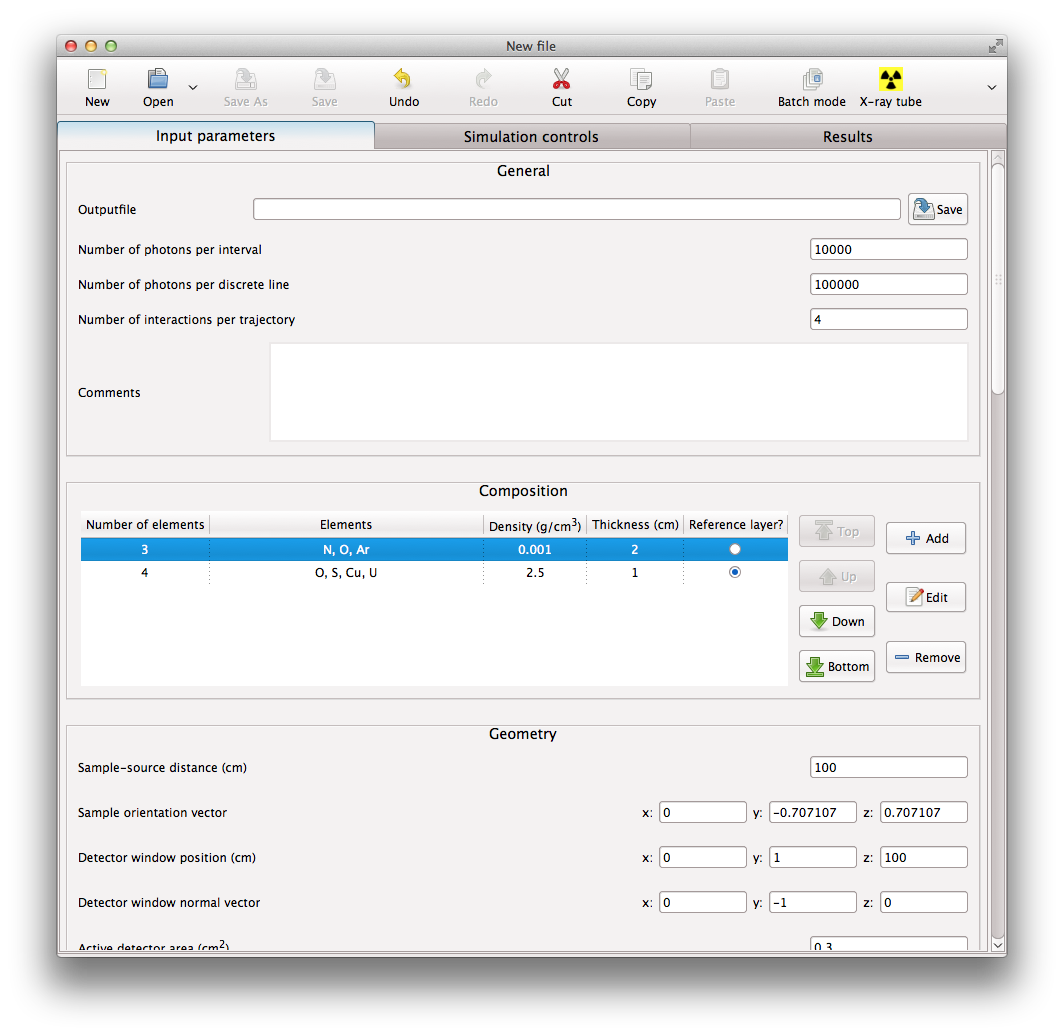 New file
New Open Save As Save Undo Redo Cut Copy Paste Batch mode X-ray tube
Input parameters Simulation controls Results
General
Outputfile Save
Number of photons per interval 10000
Number of photons per discrete line 100000
Number of interactions per trajectory 4
Comments
Composition
Number of elements Elements Density (g/cm³) Thickness (cm) Reference layer?
3 N, O, Ar 0.001 2
4 O, S, Cu, U 2.5 1
Top
Add
Up
Edit
Down
Remove
Bottom
Geometry
Sample-source distance (cm) 100
Sample orientation vector x: 0 y: -0.707107 z: 0.707107
Detector window position (cm) x: 0 y: 1 z: 100
Detector window normal vector x: 0 y: -1 z: 0
Active detector area (cm²) 0.3